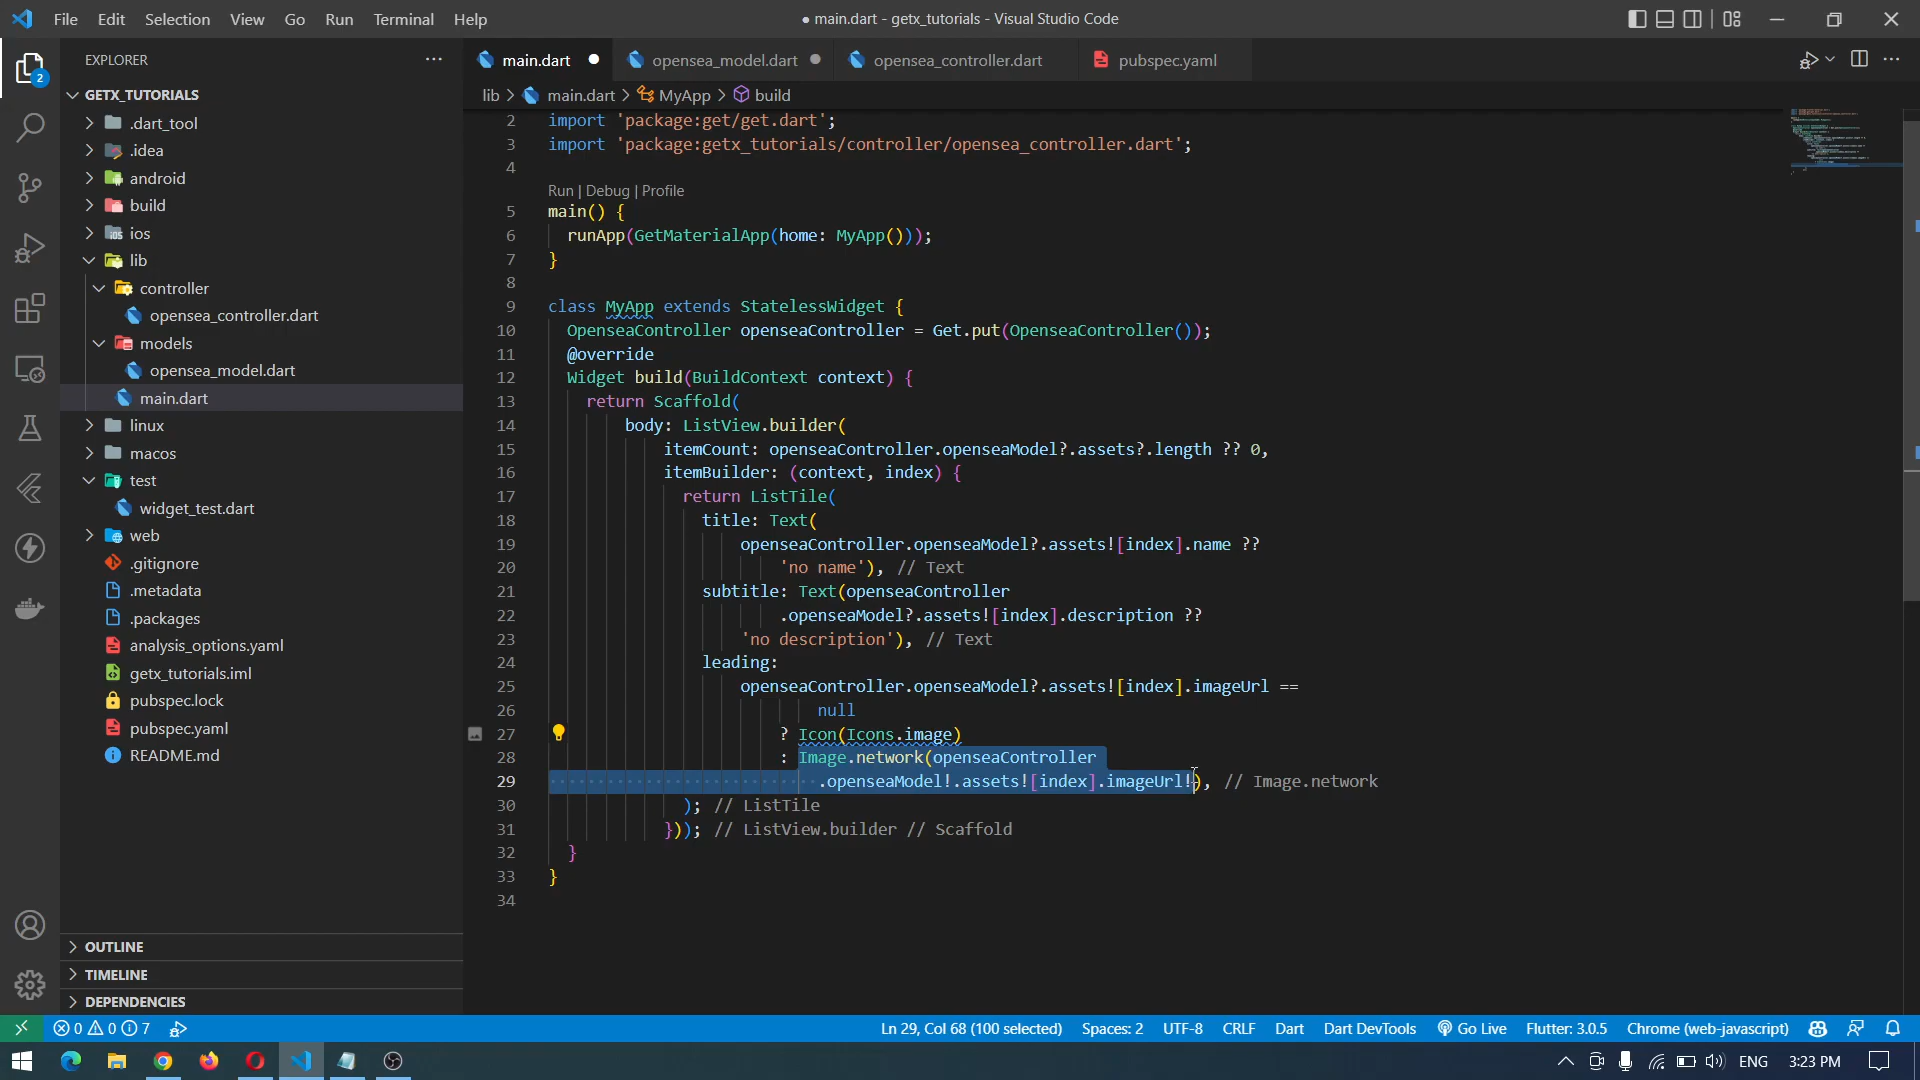 File Edit Selection View Go Run Terminal Help
● main.dart - getx_tutorials - Visual Studio Code
EXPLORER
main.dart
opensea_model.dart
opensea_controller.dart
pubspec.yaml
lib > main.dart > MyApp > build
2
GETX_TUTORIALS
.dart_tool
.idea
android
build
ios
lib
controller
opensea_controller.dart
models
opensea_model.dart
main.dart
linux
macos
test
widget_test.dart
web
.gitignore
.metadata
.packages
analysis_options.yaml
getx_tutorials.iml
pubspec.lock
pubspec.yaml
README.md
OUTLINE
TIMELINE
DEPENDENCIES
2 import 'package:get/get.dart';
3 import 'package:getx_tutorials/controller/opensea_controller.dart';
4
Run | Debug | Profile
5 main() {
6 runApp(GetMaterialApp(home: MyApp()));
7 }
8
9 class MyApp extends StatelessWidget {
10 OpenseaController openseaController = Get.put(OpenseaController());
11 @override
12 Widget build(BuildContext context) {
13 return Scaffold(
14 body: ListView.builder(
15 itemCount: openseaController.openseaModel?.assets?.length ?? 0,
16 itemBuilder: (context, index) {
17 return ListTile(
18 title: Text(
19 openseaController.openseaModel?.assets![index].name ??
20 'no name'), // Text
21 subtitle: Text(openseaController
22 .openseaModel?.assets![index].description ??
23 'no description'), // Text
24 leading:
25 openseaController.openseaModel?.assets![index].imageUrl ==
26 null
27 ? Icon(Icons.image)
28 : Image.network(openseaController
29 .openseaModel!.assets![index].imageUrl!), // Image.network
30 ); // ListTile
31 })); // ListView.builder // Scaffold
32 }
33 }
34
0 0 7
Ln 29, Col 68 (100 selected) Spaces: 2 UTF-8 CRLF Dart Dart DevTools Go Live Flutter: 3.0.5 Chrome (web-javascript)
ENG 3:23 PM